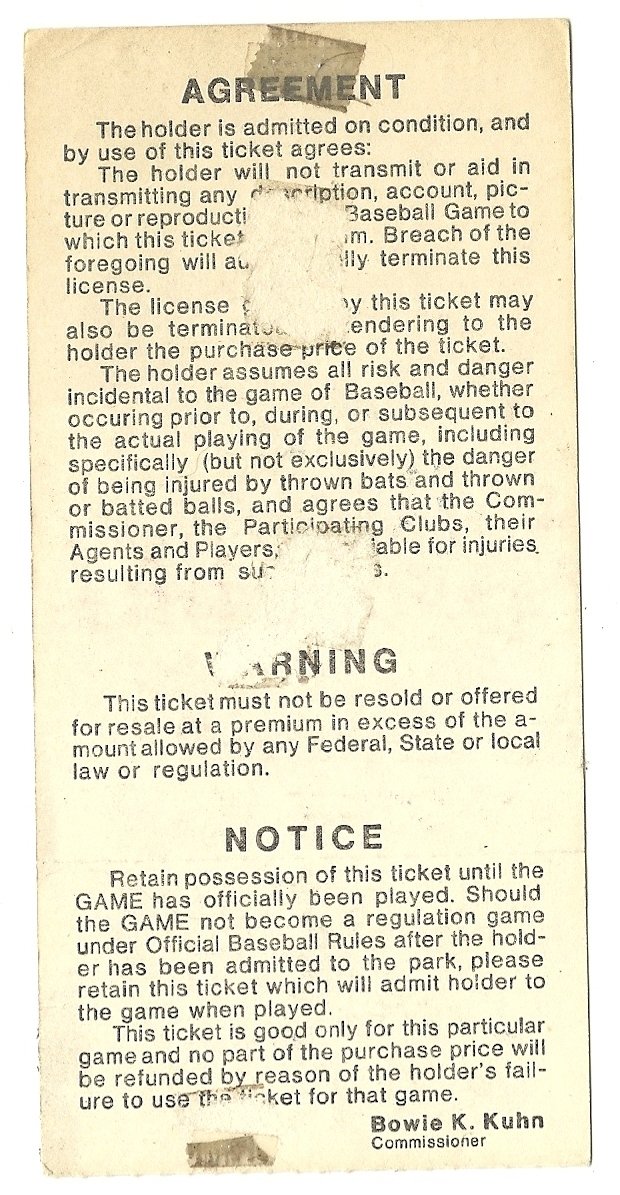 AGREEMENT
The holder is admitted on condition, and
by use of this ticket agrees:
The holder will not transmit or aid in
transmitting any description, account, pic-
ture or reproducti Baseball Game to
which this ticket Breach of the
foregoing will terminate this
license.
The license by this ticket may
also be terminated tendering to the
holder the purchase price of the ticket.
The holder assumes all risk and danger
incidental to the game of Baseball, whether
occuring prior to, during, or subsequent to
the actual playing of the game, including
specifically (but not exclusively) the danger
of being injured by thrown bats and thrown
or batted balls, and agrees that the Com-
missioner, the Participating Clubs, their
Agents and Players, for injuries
resulting from
WARNING
This ticket must not be resold or offered
for resale at a premium in excess of the a-
mount allowed by any Federal, State or local
law or regulation.
NOTICE
Retain possession of this ticket until the
GAME has officially been played. Should
the GAME not become a regulation game
under Official Baseball Rules after the hold-
er has been admitted to the park, please
retain this ticket which will admit holder to
the game when played.
This ticket is good only for this particular
game and no part of the purchase price will
be refunded by reason of the holder's fail-
ure to use the ticket for that game.
Bowie K. Kuhn
Commissioner